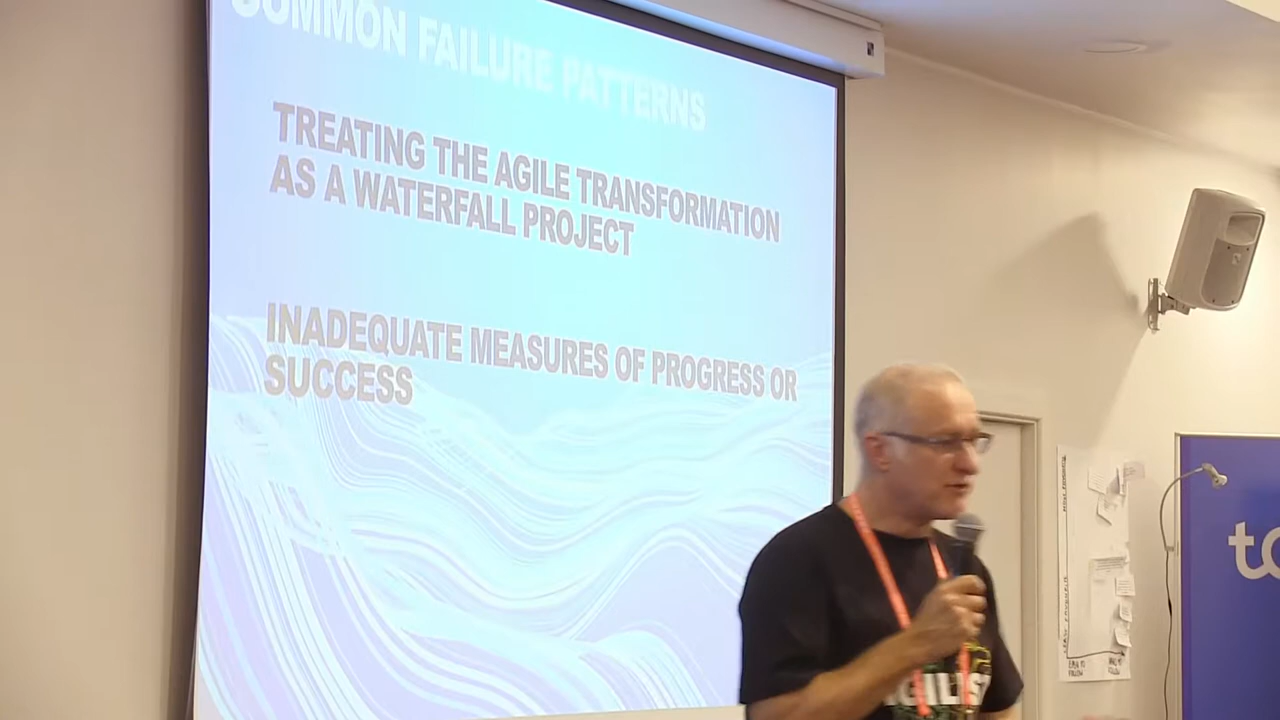 COMMON FAILURE PATTERNS
TREATING THE AGILE TRANSFORMATION
AS A WATERFALL PROJECT
INADEQUATE MEASURES OF PROGRESS OR
SUCCESS